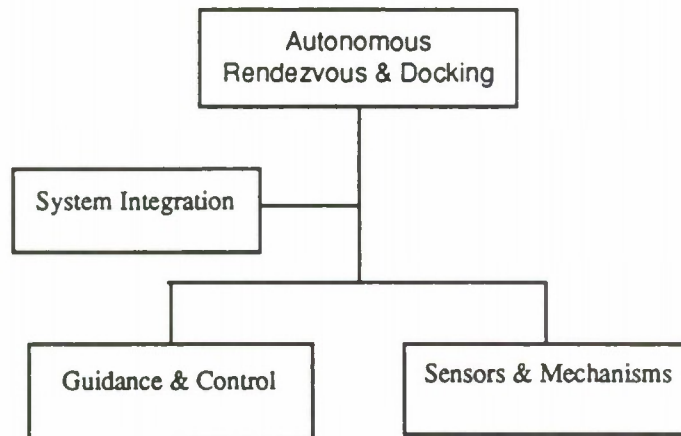 Autonomous
Rendezvous & Docking
System Integration
Guidance & Control
Sensors & Mechanisms